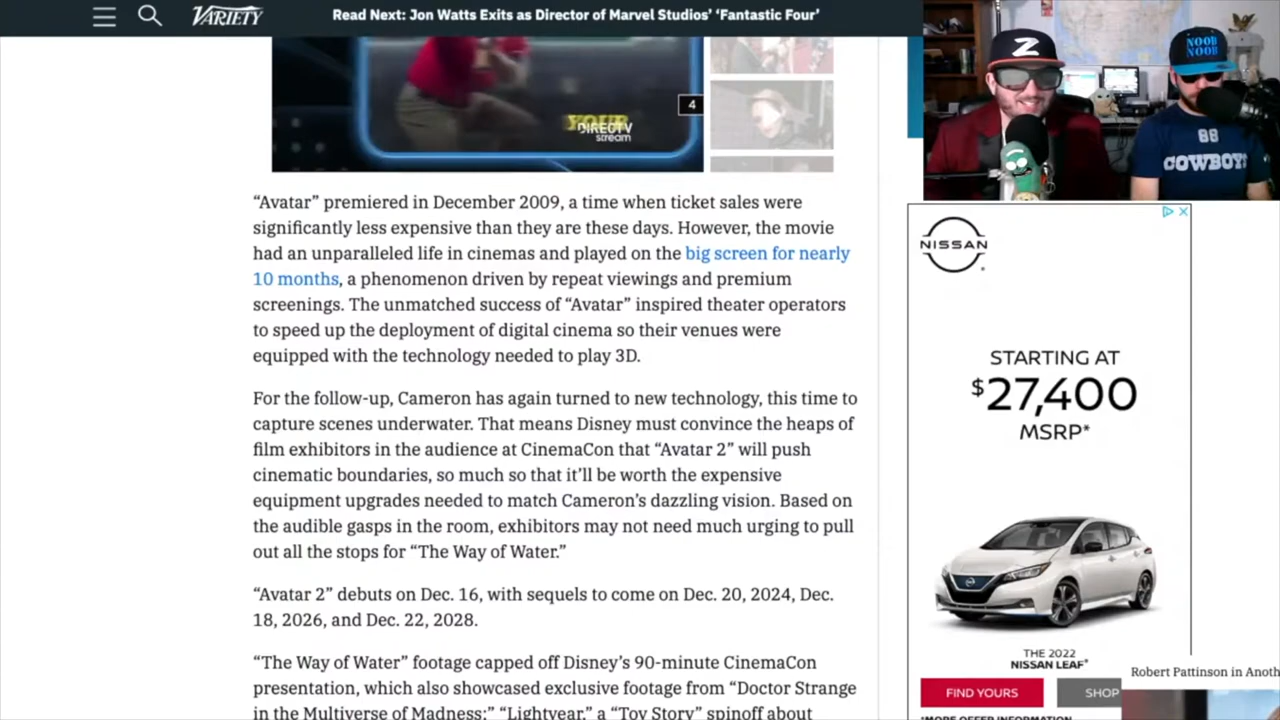 VARIETY
Read Next: Jon Watts Exits as Director of Marvel Studios’ ‘Fantastic Four’
Z
NOOB
NOOB
88
COWBOYS
4
YOUR
DIRECTV
stream
“Avatar” premiered in December 2009, a time when ticket sales were
significantly less expensive than they are these days. However, the movie
had an unparalleled life in cinemas and played on the big screen for nearly
10 months, a phenomenon driven by repeat viewings and premium
screenings. The unmatched success of “Avatar” inspired theater operators
to speed up the deployment of digital cinema so their venues were
equipped with the technology needed to play 3D.
For the follow-up, Cameron has again turned to new technology, this time to
capture scenes underwater. That means Disney must convince the heaps of
film exhibitors in the audience at CinemaCon that “Avatar 2” will push
cinematic boundaries, so much so that it’ll be worth the expensive
equipment upgrades needed to match Cameron’s dazzling vision. Based on
the audible gasps in the room, exhibitors may not need much urging to pull
out all the stops for “The Way of Water.”
“Avatar 2” debuts on Dec. 16, with sequels to come on Dec. 20, 2024, Dec.
18, 2026, and Dec. 22, 2028.
“The Way of Water” footage capped off Disney’s 90-minute CinemaCon
presentation, which also showcased exclusive footage from “Doctor Strange
in the Multiverse of Madness;” “Lightyear,” a “Toy Story” spinoff about
NISSAN
STARTING AT
$27,400
MSRP*
THE 2022
NISSAN LEAF*
FIND YOURS
SHOP
*MORE OFFER INFORMATION
Robert Pattinson in Anoth